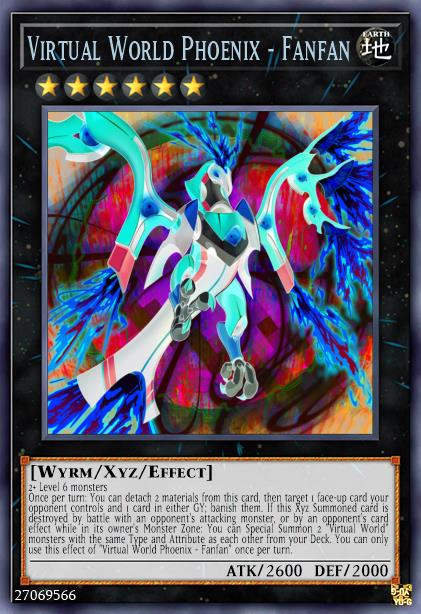 VIRTUAL WORLD PHOENIX - FANFAN
EARTH
地
[WYRM/XYZ/EFFECT]
2+ Level 6 monsters
Once per turn: You can detach 2 materials from this card, then target 1 face-up card your
opponent controls and 1 card in either GY; banish them. If this Xyz Summoned card is
destroyed by battle with an opponent's attacking monster, or by an opponent's card
effect while in its owner's Monster Zone: You can Special Summon 2 "Virtual World"
monsters with the same Type and Attribute as each other from your Deck. You can only
use this effect of "Virtual World Phoenix - Fanfan" once per turn.
ATK/2600 DEF/2000
27069566